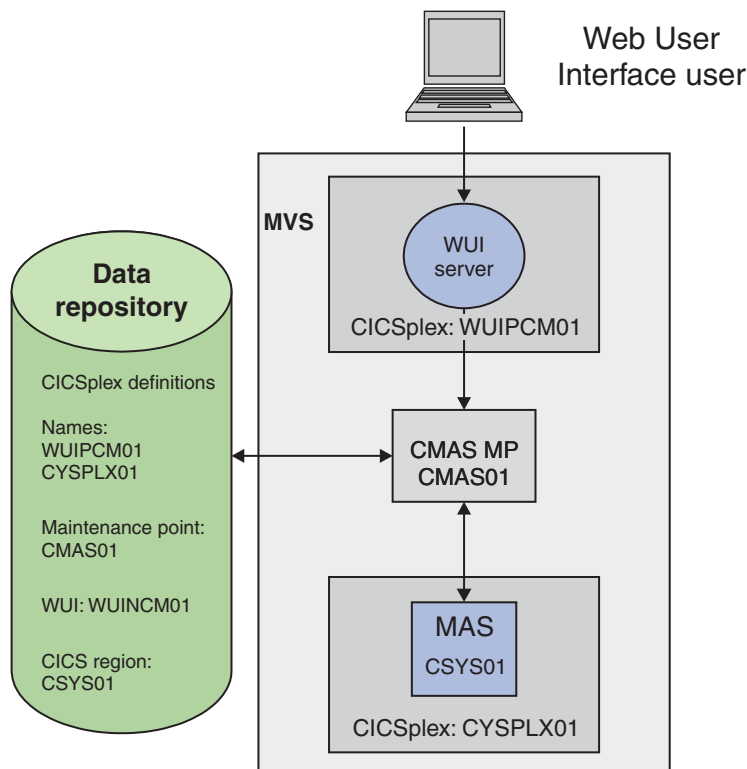 Web User
Interface user
MVS
WUI
server
CICSplex: WUIPCM01
Data
repository
CICSplex definitions
Names:
WUIPCM01
CYSPLX01
Maintenance point:
CMAS01
WUI: WUINCM01
CICS region:
CSYS01
CMAS MP
CMAS01
MAS
CSYS01
CICSplex: CYSPLX01